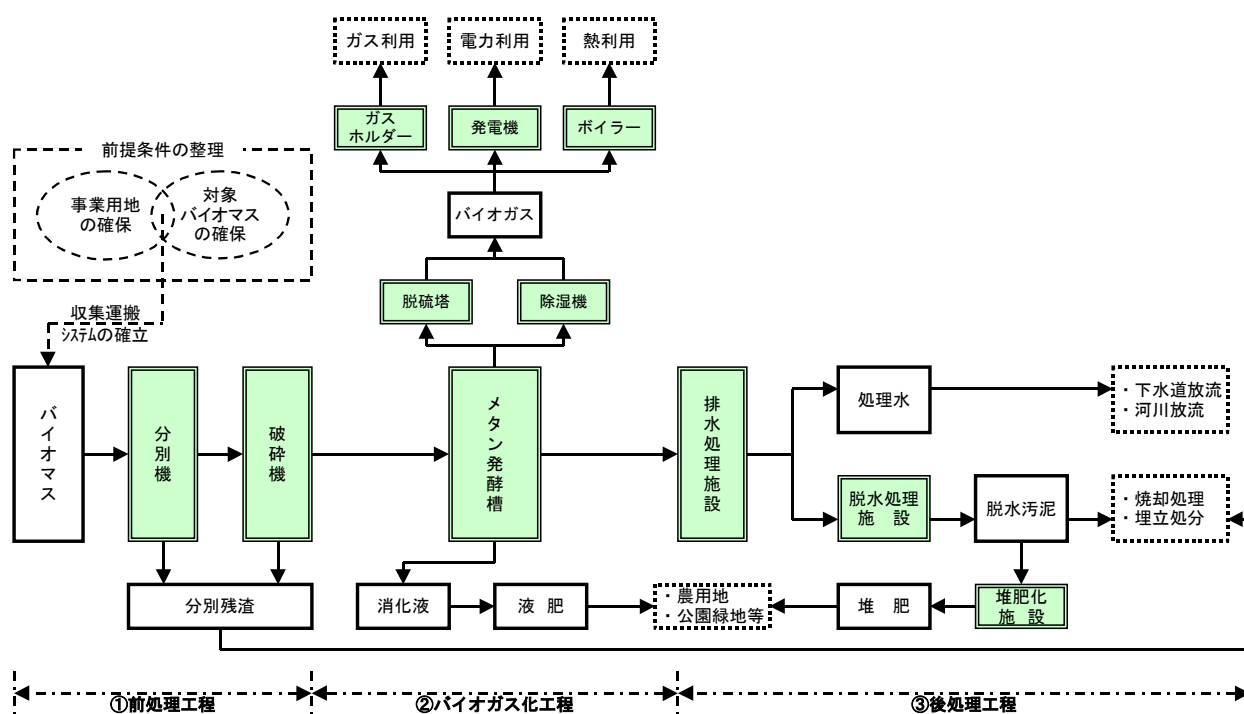 ガス利用
電力利用
熱利用
ガス
ホルダー
発電機
ボイラー
前提条件の整理
事業用地
の確保
対象
バイオマス
の確保
バイオガス
脱硫塔
除湿機
収集運搬
システムの確立
バイオマス
分別機
破砕機
メタン発酵槽
排水処理施設
処理水
・下水道放流
・河川放流
脱水処理
施　設
脱水汚泥
・焼却処理
・埋立処分
分別残渣
消化液
液　肥
・農用地
・公園緑地等
堆　肥
堆肥化
施　設
①前処理工程
②バイオガス化工程
③後処理工程